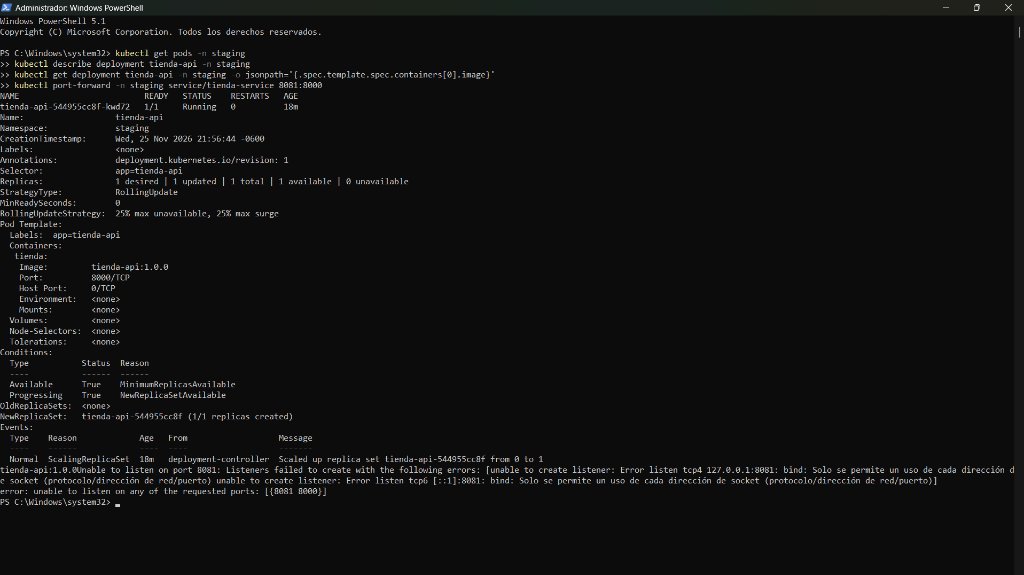 Administrador: Windows PowerShell
Windows PowerShell 5.1
Copyright (C) Microsoft Corporation. Todos los derechos reservados.
PS C:\Windows\system32> kubectl get pods -n staging
>> kubectl describe deployment tienda-api -n staging
>> kubectl get deployment tienda-api -n staging -o jsonpath='{.spec.template.spec.containers[0].image}'
>> kubectl port-forward -n staging service/tienda-service 8081:8000
NAME READY STATUS RESTARTS AGE
tienda-api-544955cc8f-kwd72 1/1 Running 0 18m
Name: tienda-api
Namespace: staging
CreationTimestamp: Wed, 25 Nov 2026 21:56:44 -0600
Labels: <none>
Annotations: deployment.kubernetes.io/revision: 1
Selector: app=tienda-api
Replicas: 1 desired | 1 updated | 1 total | 1 available | 0 unavailable
StrategyType: RollingUpdate
MinReadySeconds: 0
RollingUpdateStrategy: 25% max unavailable, 25% max surge
Pod Template:
Labels: app=tienda-api
Containers:
tienda:
Image: tienda-api:1.0.0
Port: 8000/TCP
Host Port: 0/TCP
Environment: <none>
Mounts: <none>
Volumes: <none>
Node-Selectors: <none>
Tolerations: <none>
Conditions:
Type Status Reason
---- ------ ------
Available True MinimumReplicasAvailable
Progressing True NewReplicaSetAvailable
OldReplicaSets: <none>
NewReplicaSet: tienda-api-544955cc8f (1/1 replicas created)
Events:
Type Reason Age From Message
---- ------ ---- ---- -------
Normal ScalingReplicaSet 18m deployment-controller Scaled up replica set tienda-api-544955cc8f from 0 to 1
tienda-api:1.0.0Unable to listen on port 8081: Listeners failed to create with the following errors: [unable to create listener: Error listen tcp4 127.0.0.1:8081: bind: Solo se permite un uso de cada dirección d
e socket (protocolo/dirección de red/puerto) unable to create listener: Error listen tcp6 [::1]:8081: bind: Solo se permite un uso de cada dirección de socket (protocolo/dirección de red/puerto)]
error: unable to listen on any of the requested ports: [{8081 8000}]
PS C:\Windows\system32>